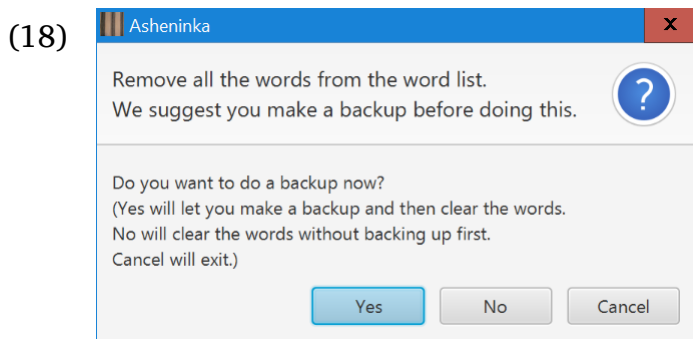 (18)
Asheninka
x
Remove all the words from the word list.
We suggest you make a backup before doing this.
?
Do you want to do a backup now?
(Yes will let you make a backup and then clear the words.
No will clear the words without backing up first.
Cancel will exit.)
Yes No Cancel